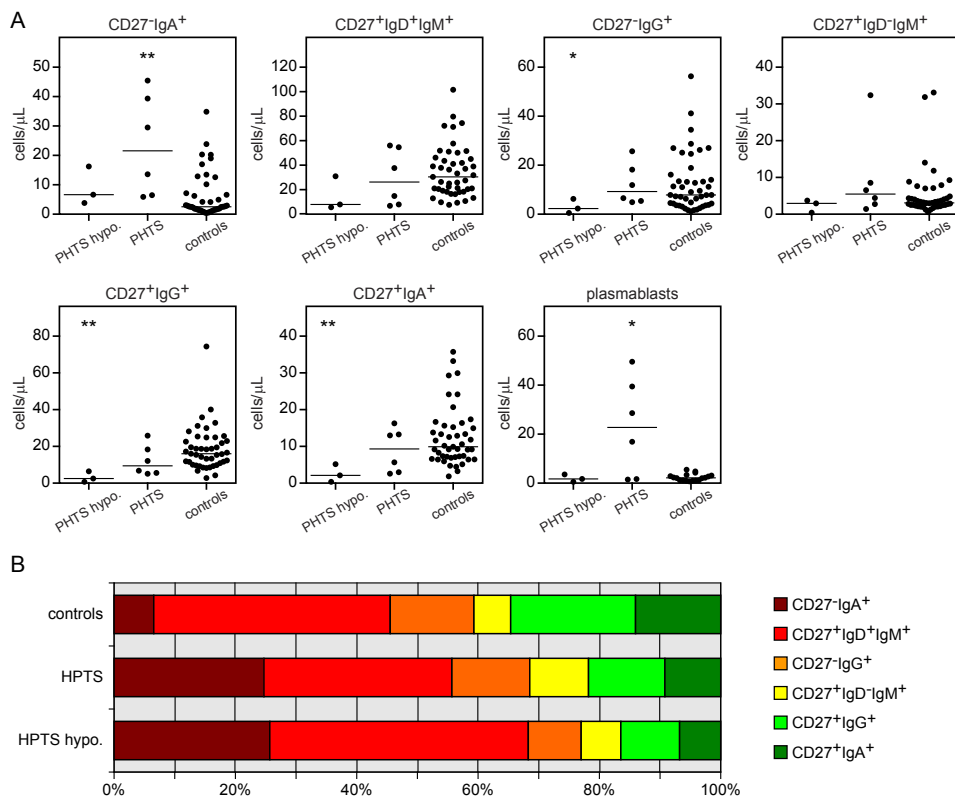 A
CD27⁻IgA⁺
CD27⁺IgD⁺IgM⁺
CD27⁻IgG⁺
CD27⁺IgD⁻IgM⁺
cells/μL
50
40
30
20
10
0
**
PHTS hypo.
PHTS
controls
cells/μL
120
100
80
60
40
20
0
PHTS hypo.
PHTS
controls
cells/μL
60
40
20
0
*
PHTS hypo.
PHTS
controls
cells/μL
40
30
20
10
0
PHTS hypo.
PHTS
controls
CD27⁺IgG⁺
CD27⁺IgA⁺
plasmablasts
cells/μL
80
60
40
20
0
**
PHTS hypo.
PHTS
controls
cells/μL
40
30
20
10
0
**
PHTS hypo.
PHTS
controls
cells/μL
60
40
20
0
*
PHTS hypo.
PHTS
controls
B
controls
HPTS
HPTS hypo.
0% 20% 40% 60% 80% 100%
CD27⁻IgA⁺
CD27⁺IgD⁺IgM⁺
CD27⁻IgG⁺
CD27⁺IgD⁻IgM⁺
CD27⁺IgG⁺
CD27⁺IgA⁺